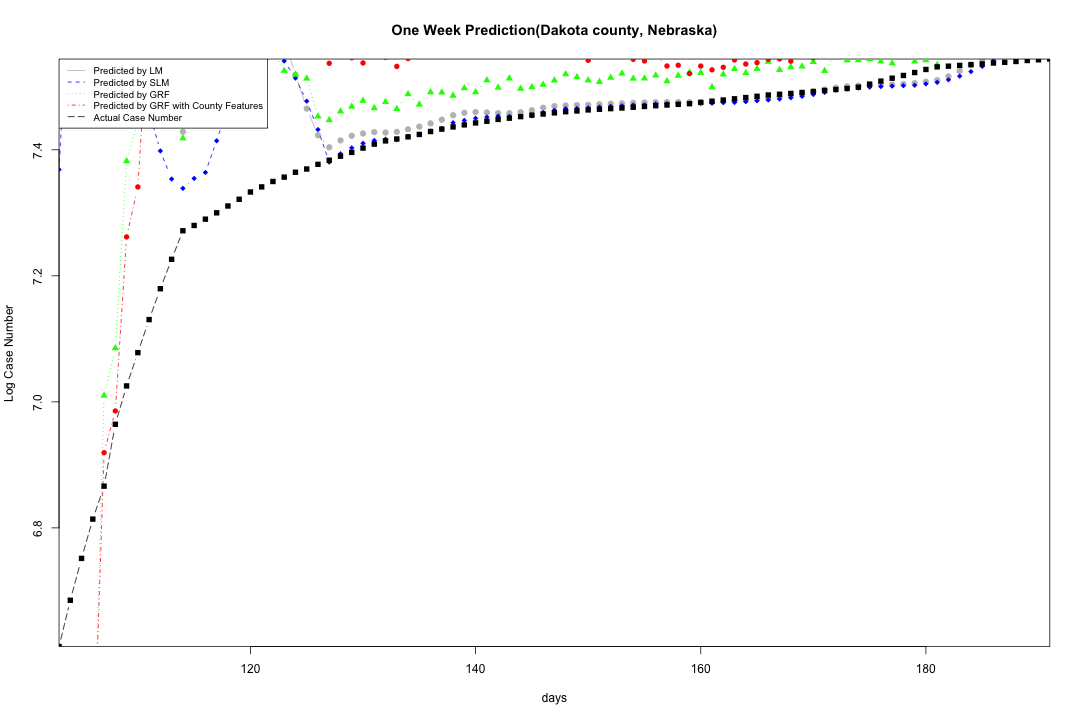 One Week Prediction(Dakota county, Nebraska)
Predicted by LM
Predicted by SLM
Predicted by GRF
Predicted by GRF with County Features
Actual Case Number
Log Case Number
7.4
7.2
7.0
6.8
120 140 160 180
days